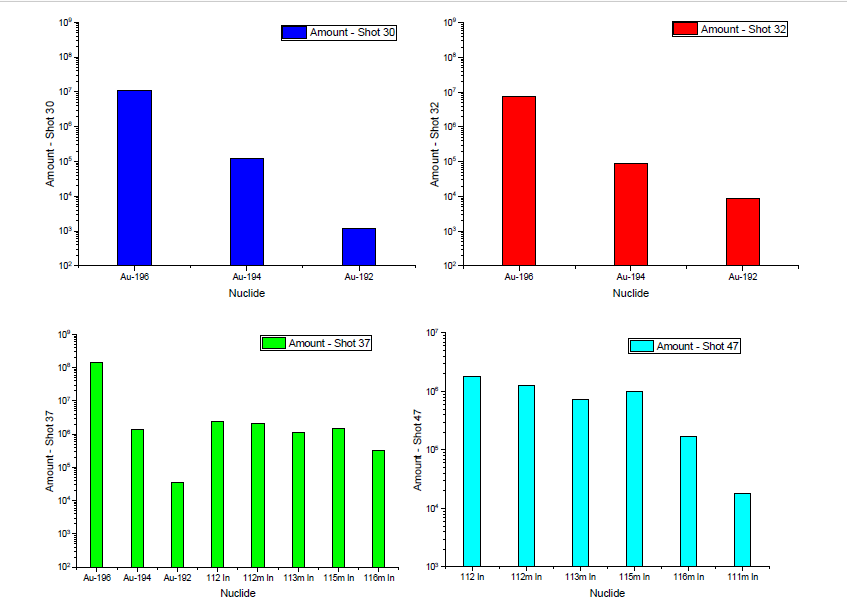 10⁹
10⁸
10⁷
10⁶
10⁵
10⁴
10³
10²
Amount - Shot 30
Amount - Shot 30
Au-196 Au-194 Au-192
Nuclide
10⁹
10⁸
10⁷
10⁶
10⁵
10⁴
10³
10²
Amount - Shot 32
Amount - Shot 32
Au-196 Au-194 Au-192
Nuclide
10⁹
10⁸
10⁷
10⁶
10⁵
10⁴
10³
10²
Amount - Shot 37
Amount - Shot 37
Au-196 Au-194 Au-192 112 In 112m In 113m In 115m In 116m In
Nuclide
10⁷
10⁶
10⁵
10⁴
10³
Amount - Shot 47
Amount - Shot 47
112 In 112m In 113m In 115m In 116m In 111m In
Nuclide